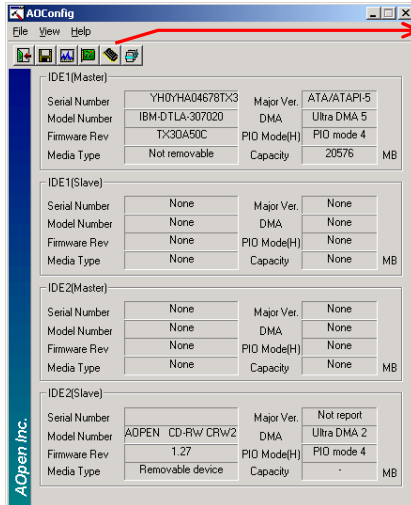 AOConfig
File View Help
IDE1(Master)
Serial Number YH0YHA04678TX3 Major Ver. ATA/ATAPI-5
Model Number IBM-DTLA-307020 DMA Ultra DMA 5
Firmware Rev TX3OA50C PIO Mode(H) PIO mode 4
Media Type Not removable Capacity 20576 MB
IDE1(Slave)
Serial Number None Major Ver. None
Model Number None DMA None
Firmware Rev None PIO Mode(H) None
Media Type None Capacity None MB
IDE2(Master)
Serial Number None Major Ver. None
Model Number None DMA None
Firmware Rev None PIO Mode(H) None
Media Type None Capacity None MB
IDE2(Slave)
Serial Number Major Ver. Not report
Model Number AOPEN CD-RW CRW2 DMA Ultra DMA 2
Firmware Rev 1.27 PIO Mode(H) PIO mode 4
Media Type Removable device Capacity - MB
AOpen Inc.